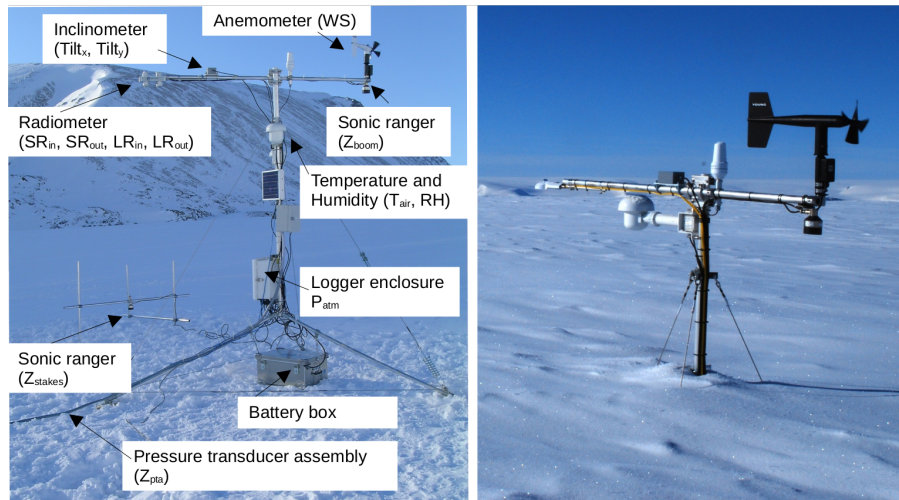 Anemometer (WS)
Inclinometer
(Tiltx, Tilty)
Radiometer
(SRin, SRout, LRin, LRout)
Sonic ranger
(Zboom)
Temperature and
Humidity (Tair, RH)
Logger enclosure
Patm
Sonic ranger
(Zstakes)
Battery box
Pressure transducer assembly
(Zpta)
YOUNG